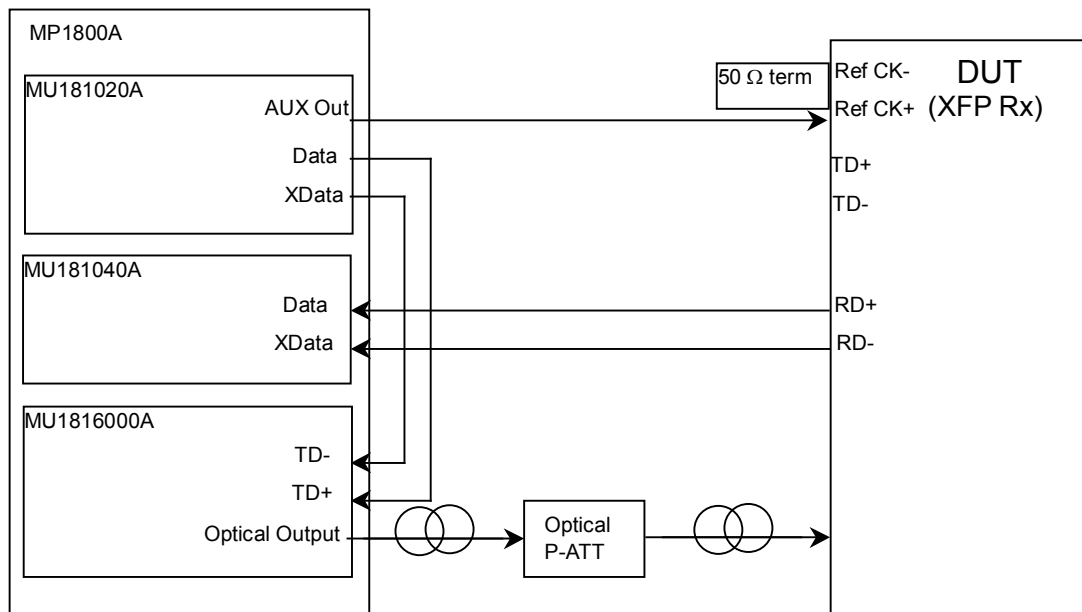 MP1800A
MU181020A
AUX Out
Data
XData
MU181040A
Data
XData
MU1816000A
TD-
TD+
Optical Output
Optical
P-ATT
50 Ω term
Ref CK-
Ref CK+
DUT
(XFP Rx)
TD+
TD-
RD+
RD-